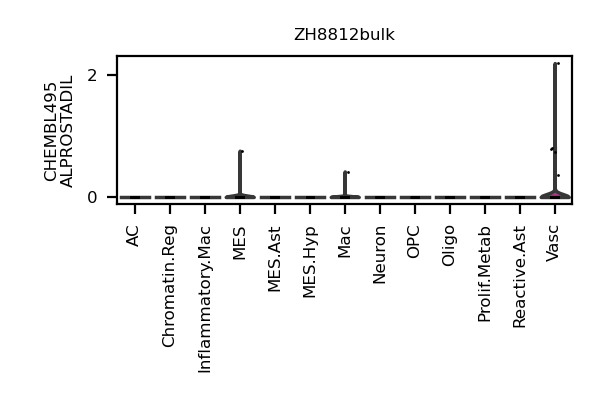 ZH8812bulk
CHEMBL495
ALPROSTADIL
2
0
AC
Chromatin.Reg
Inflammatory.Mac
MES
MES.Ast
MES.Hyp
Mac
Neuron
OPC
Oligo
Prolif.Metab
Reactive.Ast
Vasc